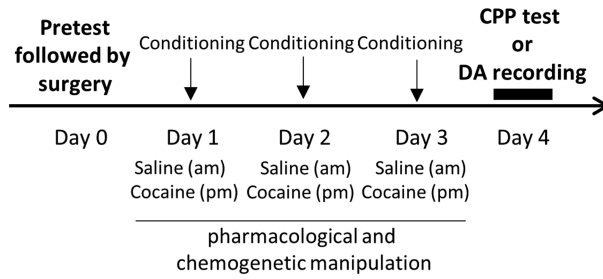 Pretest
followed by
surgery
Conditioning Conditioning Conditioning
CPP test
or
DA recording
Day 0 Day 1 Day 2 Day 3 Day 4
Saline (am) Saline (am) Saline (am)
Cocaine (pm) Cocaine (pm) Cocaine (pm)
pharmacological and
chemogenetic manipulation